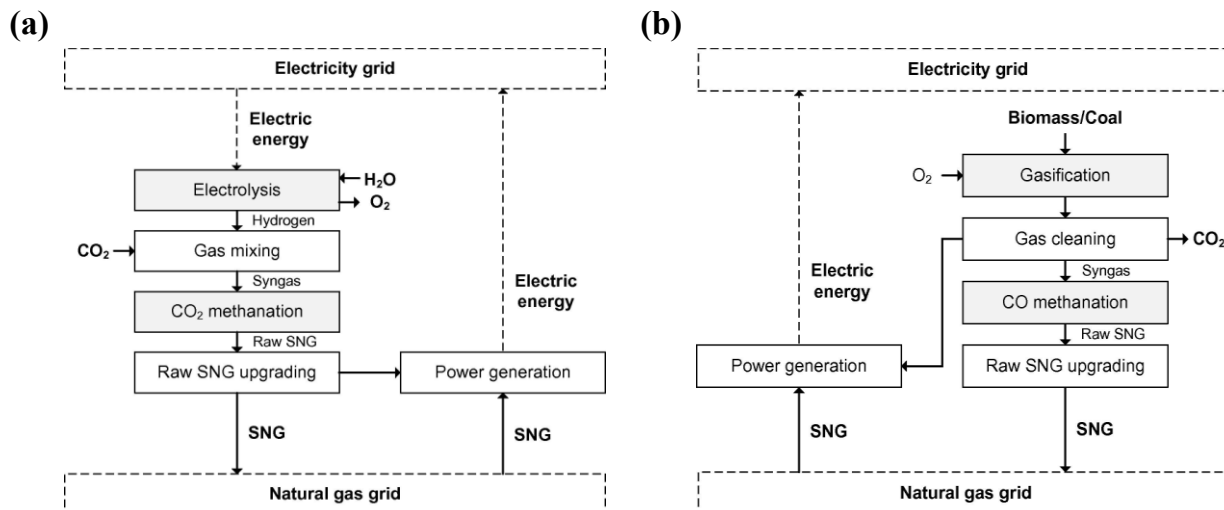 (a)
Electricity grid
Electric
energy
Electrolysis
H₂O
O₂
Hydrogen
CO₂
Gas mixing
Syngas
CO₂ methanation
Raw SNG
Raw SNG upgrading
Electric
energy
Power generation
SNG
SNG
Natural gas grid
(b)
Electricity grid
Biomass/Coal
O₂
Gasification
Gas cleaning
CO₂
Syngas
CO methanation
Raw SNG
Raw SNG upgrading
Electric
energy
Power generation
SNG
SNG
Natural gas grid